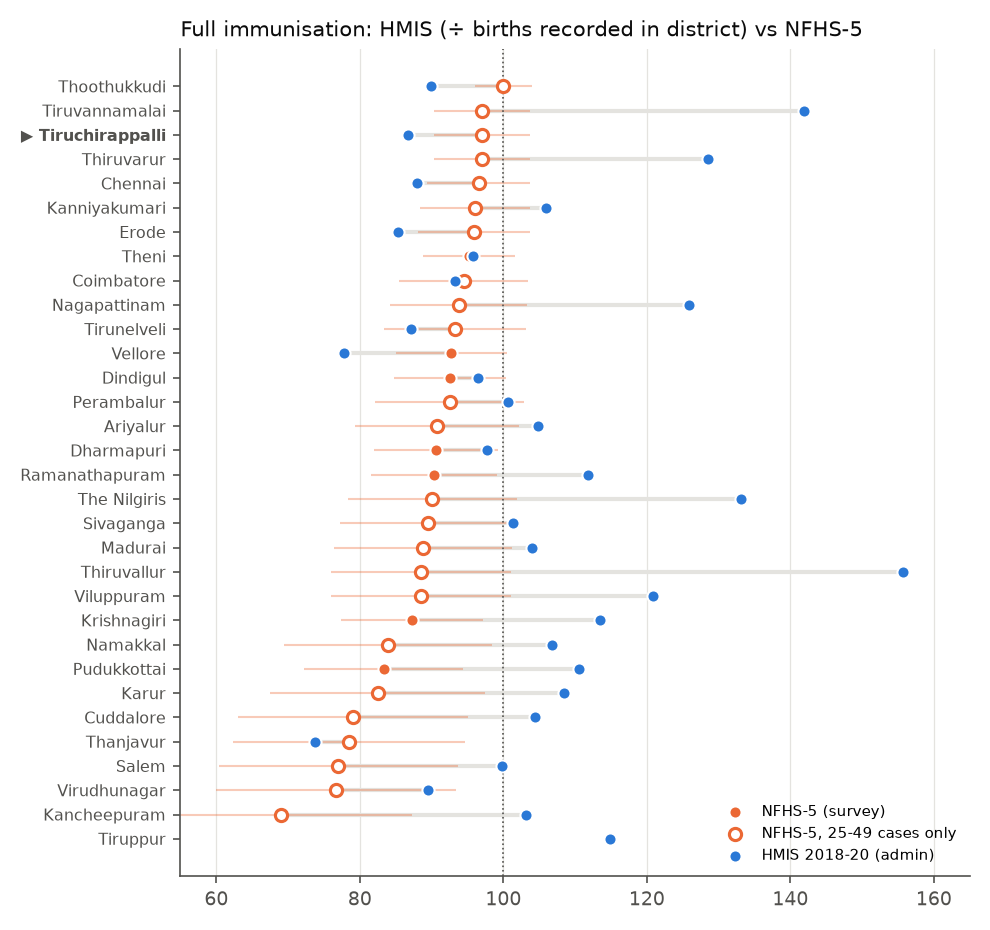 Full immunisation: HMIS (÷ births recorded in district) vs NFHS-5
Thoothukkudi
Tiruvannamalai
▶ Tiruchirappalli
Thiruvarur
Chennai
Kanniyakumari
Erode
Theni
Coimbatore
Nagapattinam
Tirunelveli
Vellore
Dindigul
Perambalur
Ariyalur
Dharmapuri
Ramanathapuram
The Nilgiris
Sivaganga
Madurai
Thiruvallur
Viluppuram
Krishnagiri
Namakkal
Pudukkottai
Karur
Cuddalore
Thanjavur
Salem
Virudhunagar
Kancheepuram
Tiruppur
NFHS-5 (survey)
NFHS-5, 25-49 cases only
HMIS 2018-20 (admin)
60 80 100 120 140 160